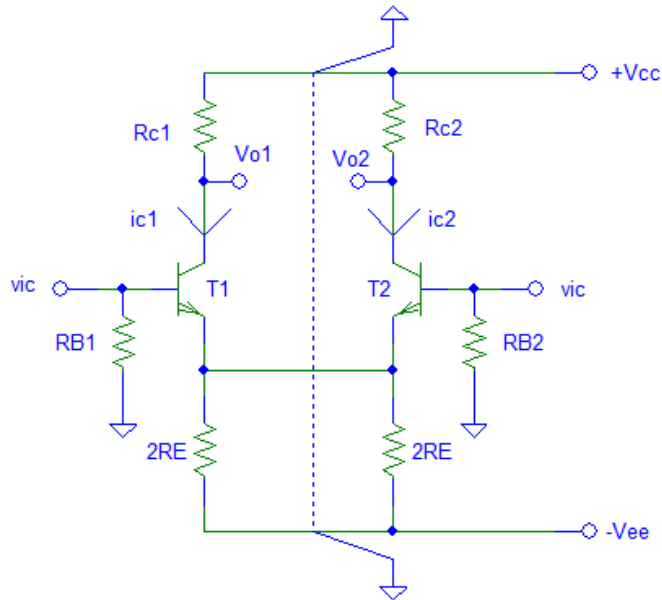 +Vcc
Rc1
Rc2
Vo1
Vo2
ic1
ic2
vic
T1
T2
vic
RB1
RB2
2RE
2RE
-Vee